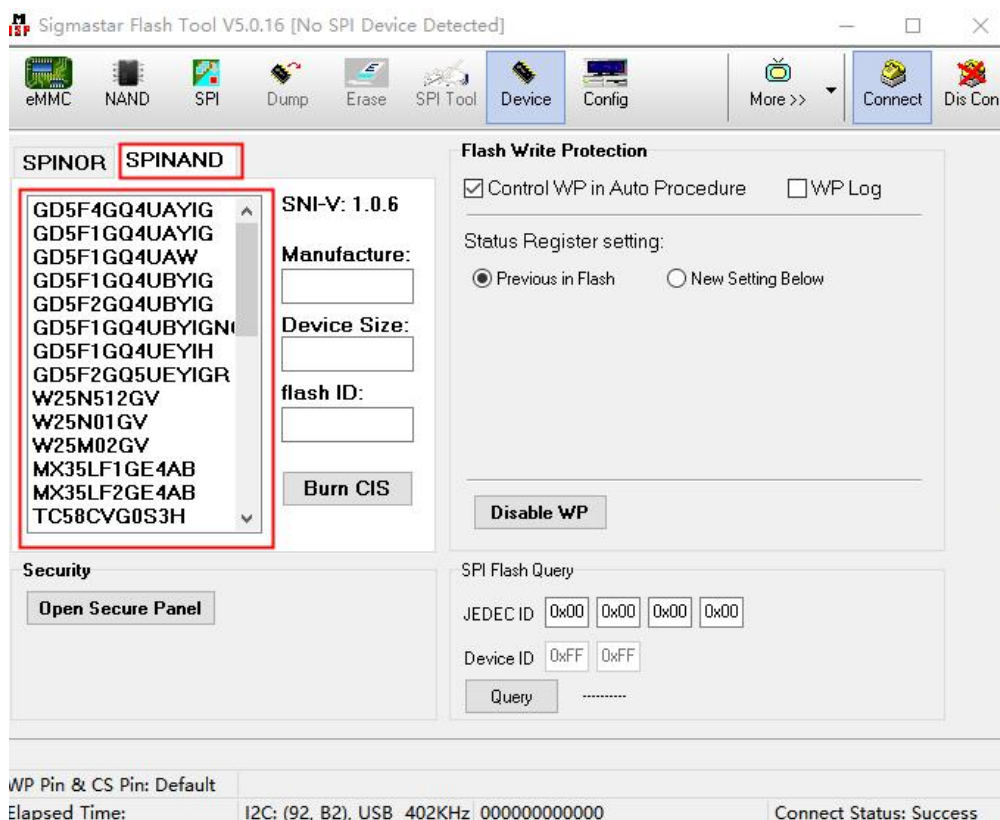 Sigmastar Flash Tool V5.0.16 [No SPI Device Detected]
eMMC NAND SPI Dump Erase SPI Tool Device Config More >> Connect Dis Con
SPINOR SPINAND
GD5F4GQ4UAYIG
GD5F1GQ4UAYIG
GD5F1GQ4UAW
GD5F1GQ4UBYIG
GD5F2GQ4UBYIG
GD5F1GQ4UBYIGN
GD5F1GQ4UEYIH
GD5F2GQ5UEYIGR
W25N512GV
W25N01GV
W25M02GV
MX35LF1GE4AB
MX35LF2GE4AB
TC58CVG0S3H
SNI-V: 1.0.6
Manufacture:
Device Size:
flash ID:
Burn CIS
Flash Write Protection
Control WP in Auto Procedure WP Log
Status Register setting:
Previous in Flash New Setting Below
Disable WP
Security
Open Secure Panel
SPI Flash Query
JEDEC ID 0x00 0x00 0x00 0x00
Device ID 0xFF 0xFF
Query ----------
WP Pin & CS Pin: Default
Elapsed Time: I2C: (92, B2), USB 402KHz 000000000000 Connect Status: Success